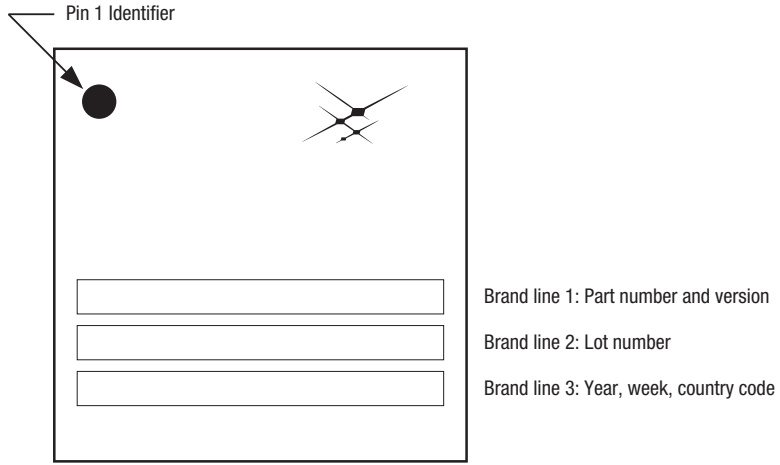 Pin 1 Identifier
Brand line 1: Part number and version
Brand line 2: Lot number
Brand line 3: Year, week, country code